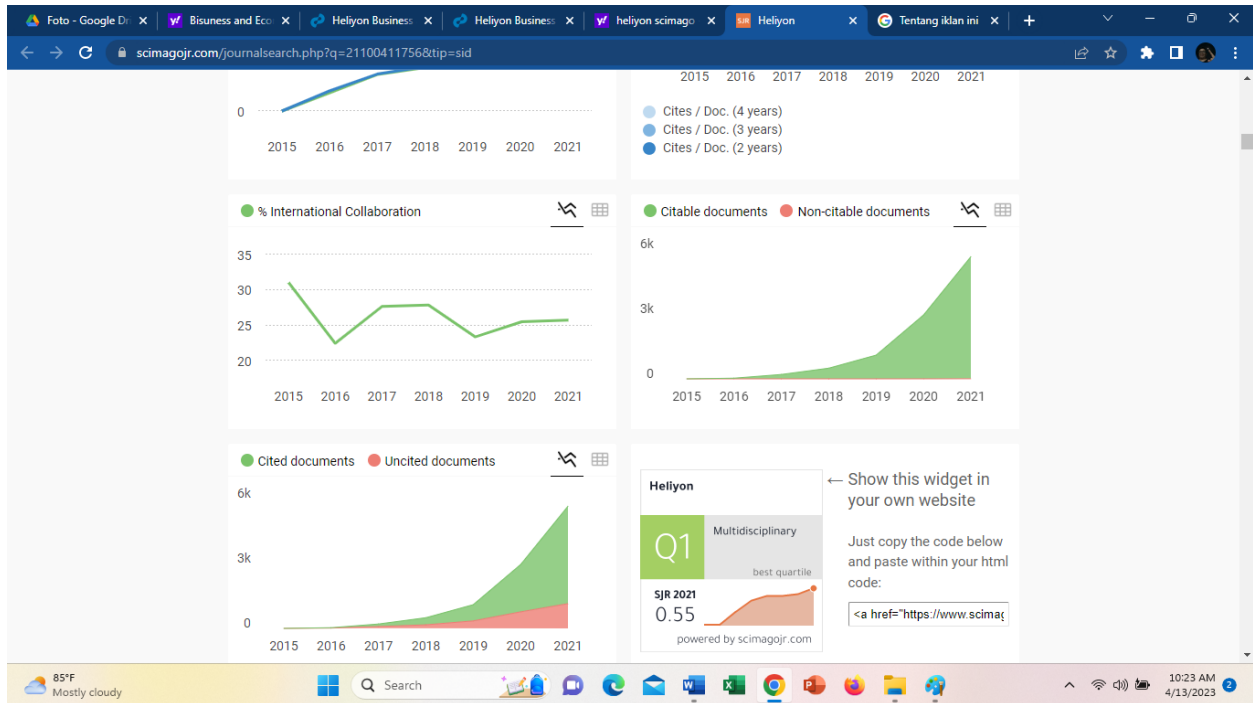 Foto - Google Dr
Bisuness and Eco
Heliyon Business
Heliyon Business
heliyon scimago
SJR Heliyon
Tentang iklan ini
scimagojr.com/journalsearch.php?q=21100411756&tip=sid
0
2015 2016 2017 2018 2019 2020 2021
2015 2016 2017 2018 2019 2020 2021
Cites / Doc. (4 years)
Cites / Doc. (3 years)
Cites / Doc. (2 years)
% International Collaboration
35
30
25
20
2015 2016 2017 2018 2019 2020 2021
Citable documents Non-citable documents
6k
3k
0
2015 2016 2017 2018 2019 2020 2021
Cited documents Uncited documents
6k
3k
0
2015 2016 2017 2018 2019 2020 2021
Heliyon
Q1
Multidisciplinary
best quartile
SJR 2021
0.55
powered by scimagojr.com
← Show this widget in
your own website
Just copy the code below
and paste within your html
code:
<a href="https://www.scimag
85°F
Mostly cloudy
Search
10:23 AM
4/13/2023
2